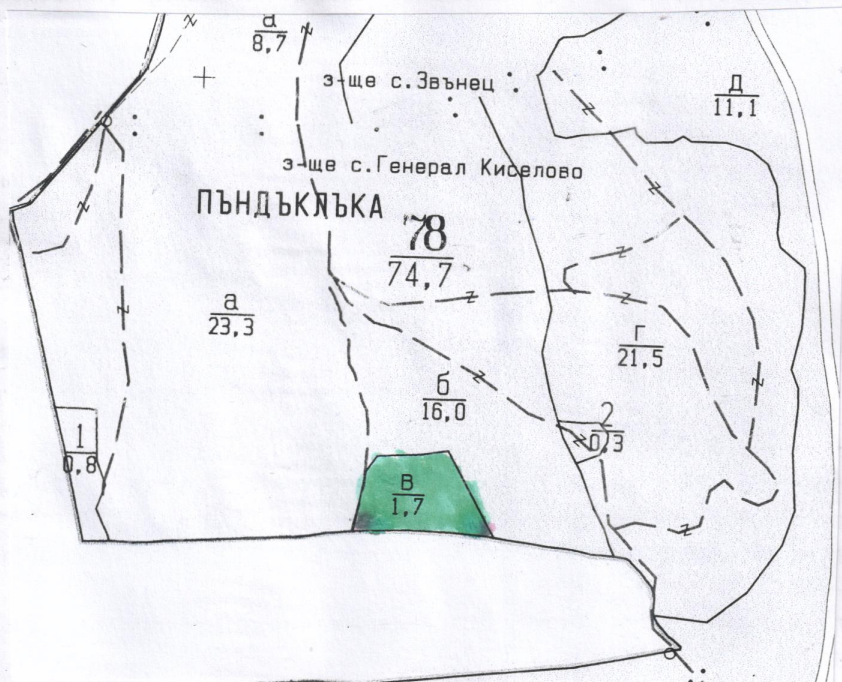 а
8,7
з-ще с.Звънец
Д
11,1
з-ще с.Генерал Киселово
ПЪНДЪКЛЪКА
78
74,7
а
23,3
Г
21,5
б
16,0
1
0,8
2
0,3
В
1,7